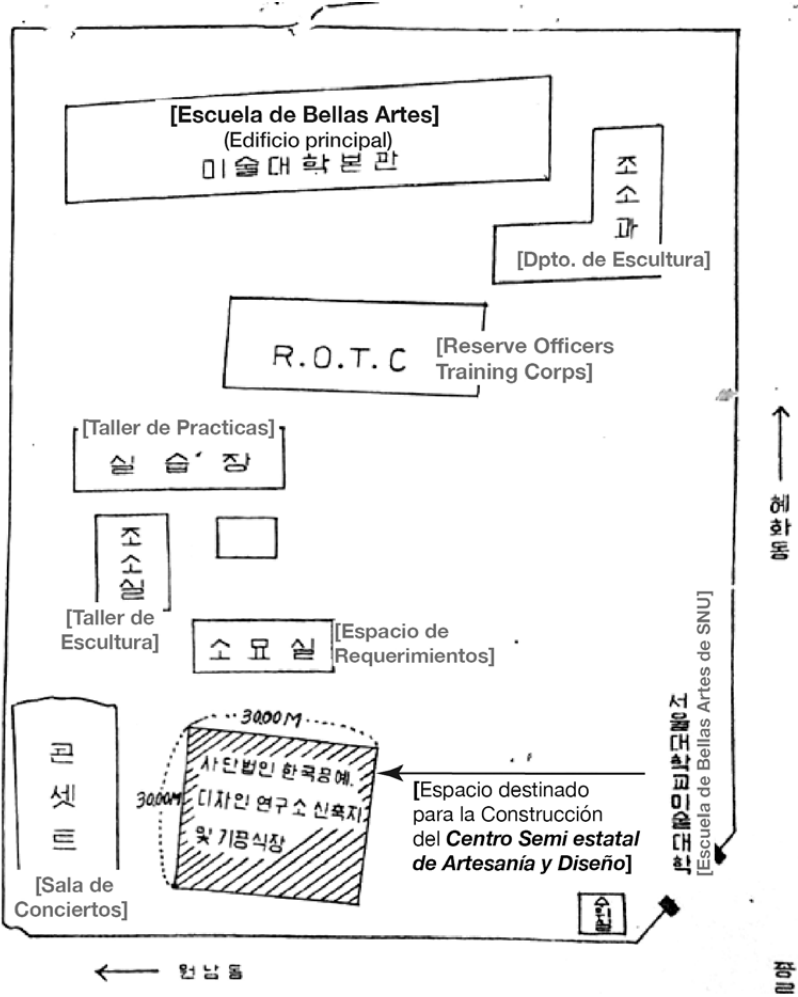 [Escuela de Bellas Artes]
(Edificio principal)
미술대학본관
조소과
[Dpto. de Escultura]
R.O.T.C
[Reserve Officers
Training Corps]
[Taller de Practicas]
실습장
혜화동
조소실
[Taller de
Escultura]
소묘실
[Espacio de
Requerimientos]
서울대학교미술대학
[Escuela de Bellas Artes de SNU]
콘셋트
[Sala de
Conciertos]
30.00M
30.00M
사단법인 한국공예.
디자인 연구소 신축지
및 기공식장
[Espacio destinado
para la Construcción
del Centro Semi estatal
de Artesanía y Diseño]
수위실
원남동
종로